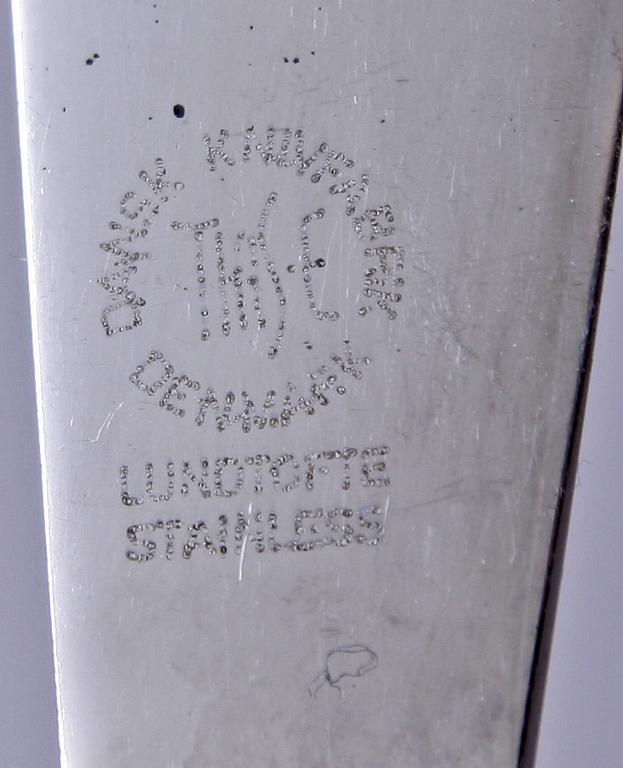 DANSK KNIVFABRIK.
DENMARK
LUNDTOFTE
STAINLESS